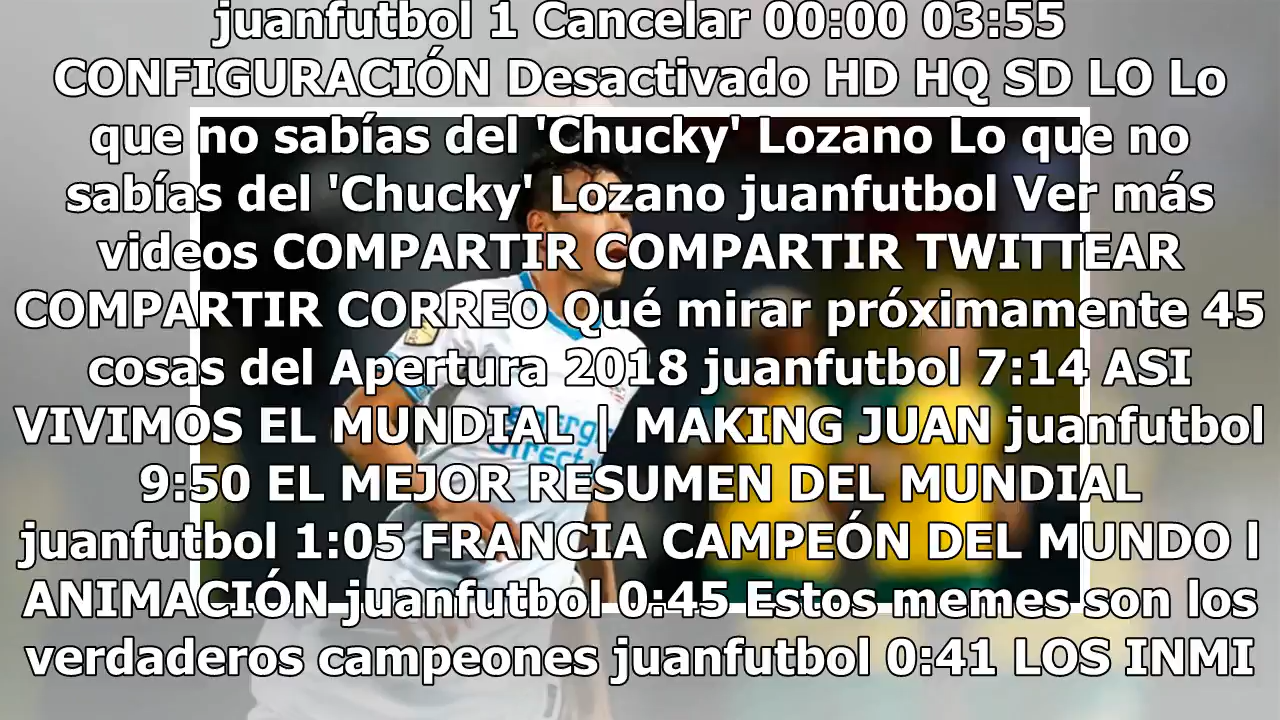 juanfutbol 1 Cancelar 00:00 03:55
CONFIGURACIÓN Desactivado HD HQ SD LO Lo
que no sabías del 'Chucky' Lozano Lo que no
sabías del 'Chucky' Lozano juanfutbol Ver más
videos COMPARTIR COMPARTIR TWITTEAR
COMPARTIR CORREO Qué mirar próximamente 45
cosas del Apertura 2018 juanfutbol 7:14 ASI
VIVIMOS EL MUNDIAL | MAKING JUAN juanfutbol
9:50 EL MEJOR RESUMEN DEL MUNDIAL
juanfutbol 1:05 FRANCIA CAMPEÓN DEL MUNDO l
ANIMACIÓN juanfutbol 0:45 Estos memes son los
verdaderos campeones juanfutbol 0:41 LOS INMI
energie
direct